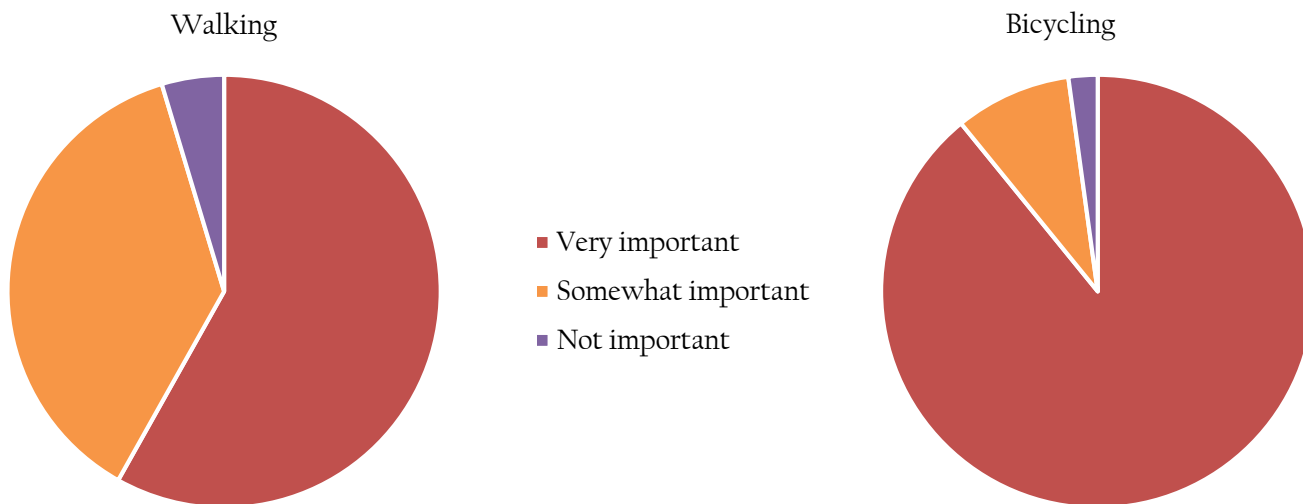 Walking
Bicycling
Very important
Somewhat important
Not important